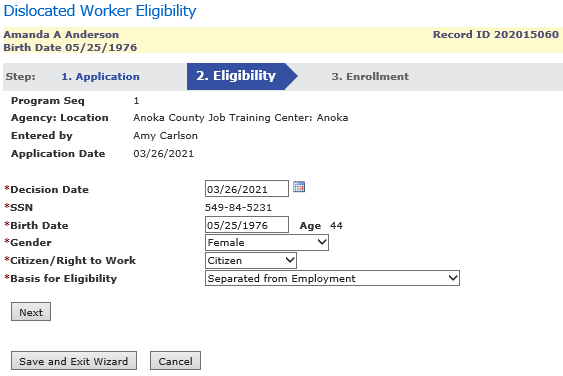 Dislocated Worker Eligibility
Amanda A Anderson Record ID 202015060
Birth Date 05/25/1976
Step: 1. Application 2. Eligibility 3. Enrollment
Program Seq 1
Agency: Location Anoka County Job Training Center: Anoka
Entered by Amy Carlson
Application Date 03/26/2021
*Decision Date 03/26/2021
*SSN 549-84-5231
*Birth Date 05/25/1976 Age 44
*Gender Female
*Citizen/Right to Work Citizen
*Basis for Eligibility Separated from Employment
Next
Save and Exit Wizard Cancel